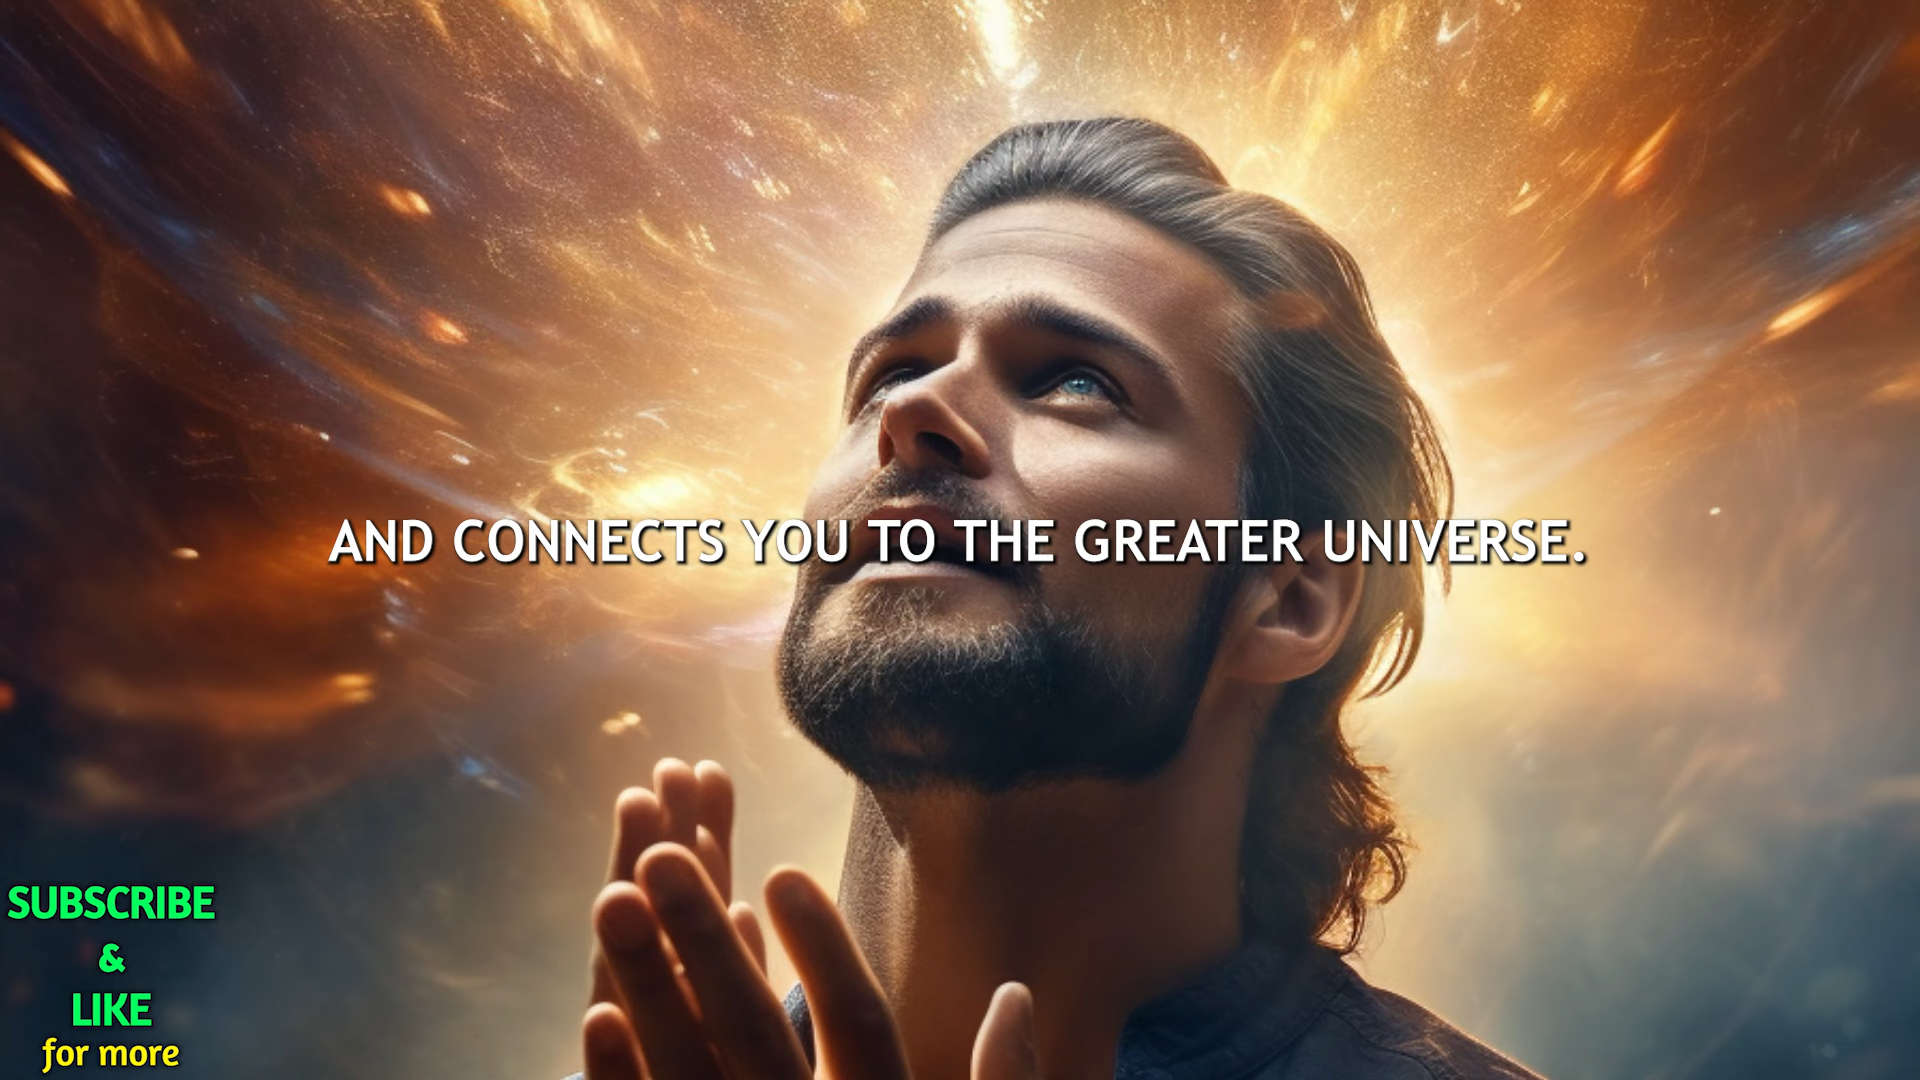 AND CONNECTS YOU TO THE GREATER UNIVERSE.
SUBSCRIBE
&
LIKE
for more